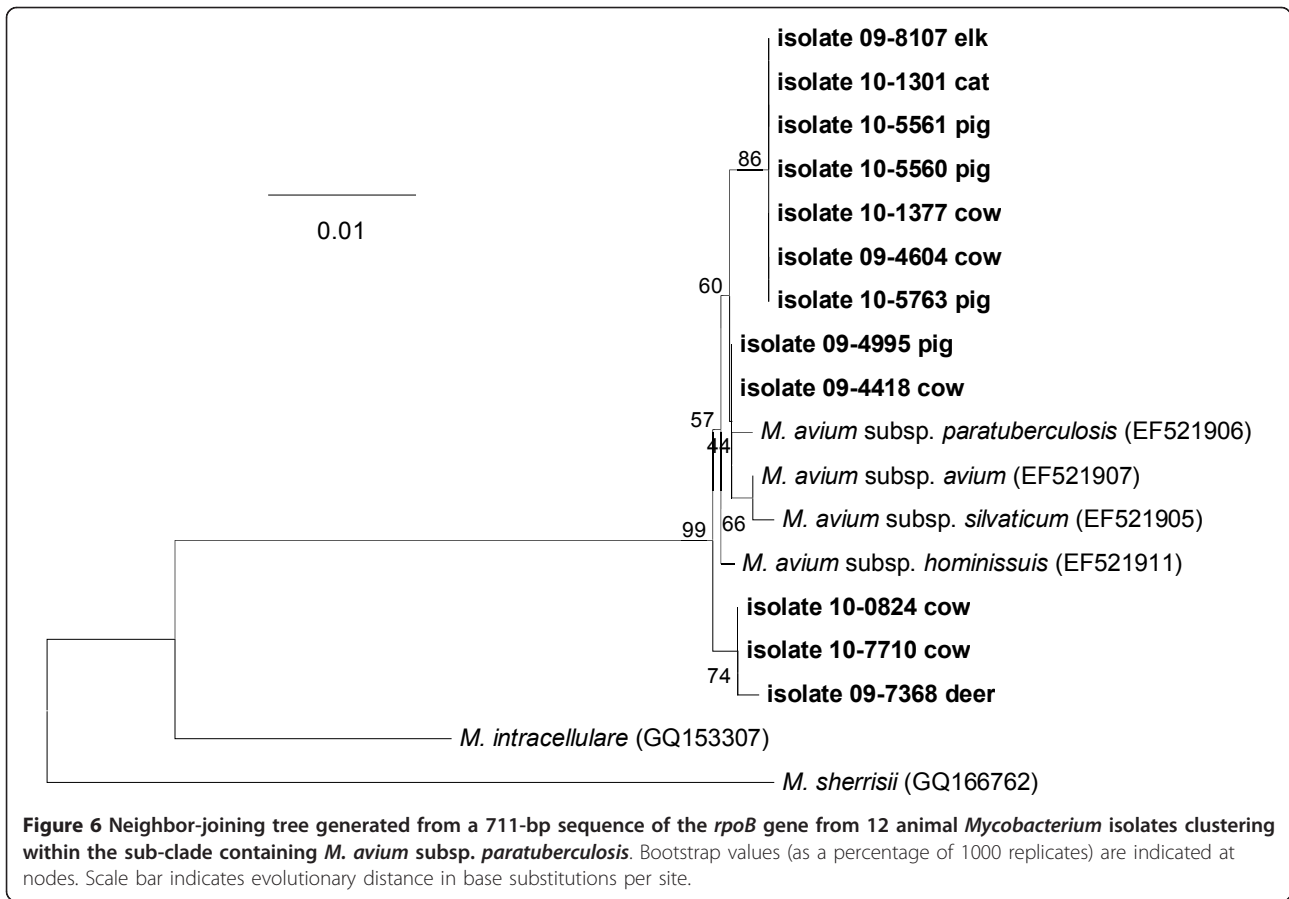 isolate 09-8107 elk
isolate 10-1301 cat
isolate 10-5561 pig
86
isolate 10-5560 pig
isolate 10-1377 cow
0.01
isolate 09-4604 cow
60
isolate 10-5763 pig
isolate 09-4995 pig
isolate 09-4418 cow
57
44
M. avium subsp. paratuberculosis (EF521906)
M. avium subsp. avium (EF521907)
99
66
M. avium subsp. silvaticum (EF521905)
M. avium subsp. hominissuis (EF521911)
isolate 10-0824 cow
isolate 10-7710 cow
74
isolate 09-7368 deer
M. intracellulare (GQ153307)
M. sherrisii (GQ166762)
Figure 6 Neighbor-joining tree generated from a 711-bp sequence of the rpoB gene from 12 animal Mycobacterium isolates clustering
within the sub-clade containing M. avium subsp. paratuberculosis. Bootstrap values (as a percentage of 1000 replicates) are indicated at
nodes. Scale bar indicates evolutionary distance in base substitutions per site.